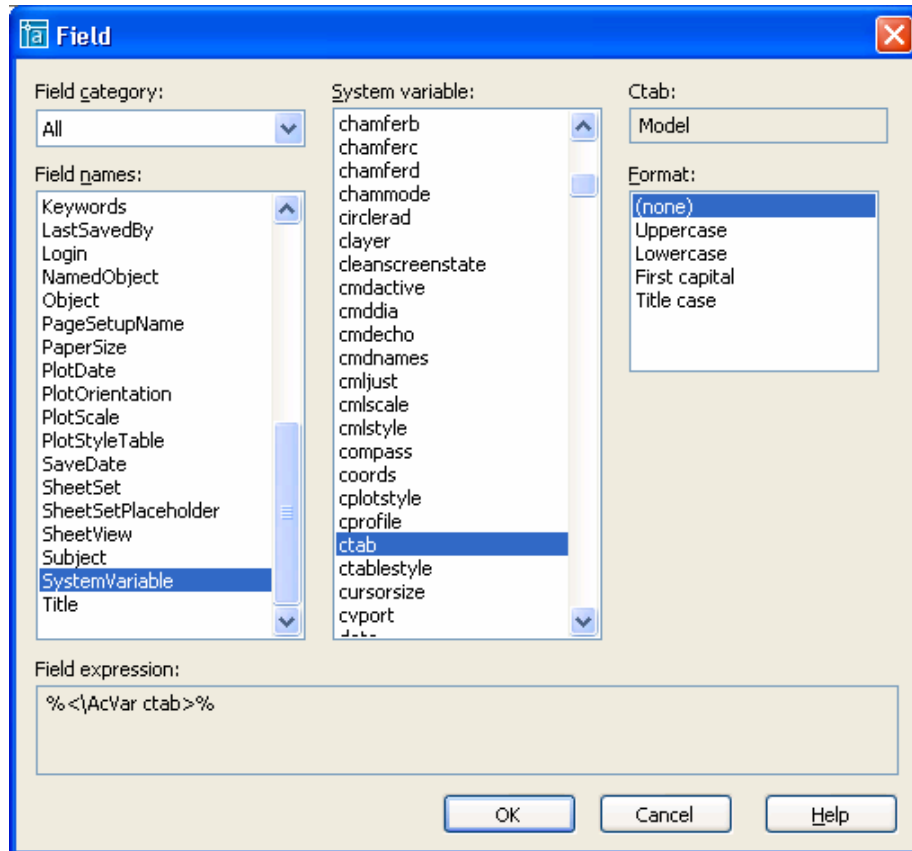 Field
Field category:
All
Field names:
Keywords
LastSavedBy
Login
NamedObject
Object
PageSetupName
PaperSize
PlotDate
PlotOrientation
PlotScale
PlotStyleTable
SaveDate
SheetSet
SheetSetPlaceholder
SheetView
Subject
SystemVariable
Title
System variable:
chamferb
chamferc
chamferd
chammode
circlerad
clayer
cleanscreenstate
cmdactive
cmddia
cmdecho
cmdnames
cmljust
cmlscale
cmlstyle
compass
coords
cplotstyle
cprofile
ctab
ctablestyle
cursorsize
cvport
Ctab:
Model
Format:
(none)
Uppercase
Lowercase
First capital
Title case
Field expression:
%<\AcVar ctab>%
OK
Cancel
Help